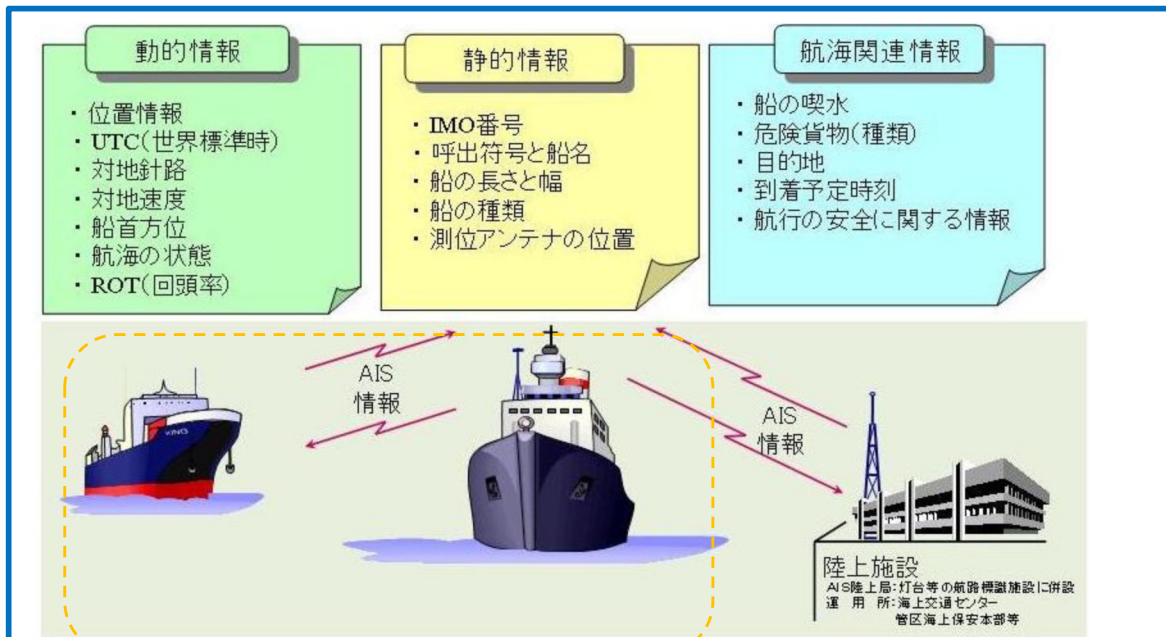 動的情報
・位置情報
・UTC(世界標準時)
・対地針路
・対地速度
・船首方位
・航海の状態
・ROT(回頭率)
静的情報
・IMO番号
・呼出符号と船名
・船の長さと幅
・船の種類
・測位アンテナの位置
航海関連情報
・船の喫水
・危険貨物(種類)
・目的地
・到着予定時刻
・航行の安全に関する情報
AIS
情報
KING
AIS
情報
陸上施設
AIS陸上局:灯台等の航路標識施設に併設
運 用 所:海上交通センター
管区海上保安本部等